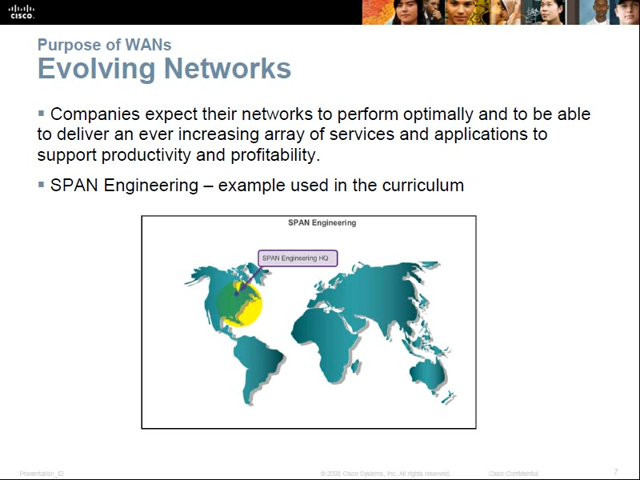 CISCO
Purpose of WANs
Evolving Networks
▪ Companies expect their networks to perform optimally and to be able
to deliver an ever increasing array of services and applications to
support productivity and profitability.
▪ SPAN Engineering – example used in the curriculum
SPAN Engineering
SPAN Engineering HQ
Presentation_ID
Cisco Systems, Inc. All rights reserved.
Cisco Confidential
7